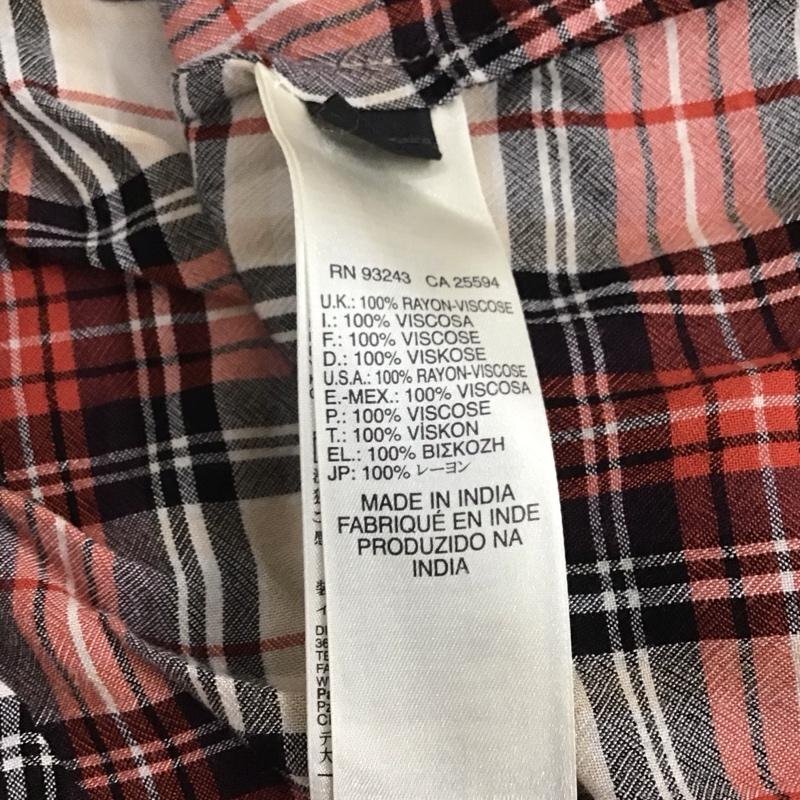 RN 93243 CA 25594
U.K.: 100% RAYON-VISCOSE
I.: 100% VISCOSA
F.: 100% VISCOSE
D.: 100% VISKOSE
U.S.A.: 100% RAYON-VISCOSE
E.-MEX.: 100% VISCOSA
P.: 100% VISCOSE
T.: 100% VİSKON
EL.: 100% ΒΙΣΚΟΖΗ
JP: 100% レーヨン
MADE IN INDIA
FABRIQUÉ EN INDE
PRODUZIDO NA
INDIA